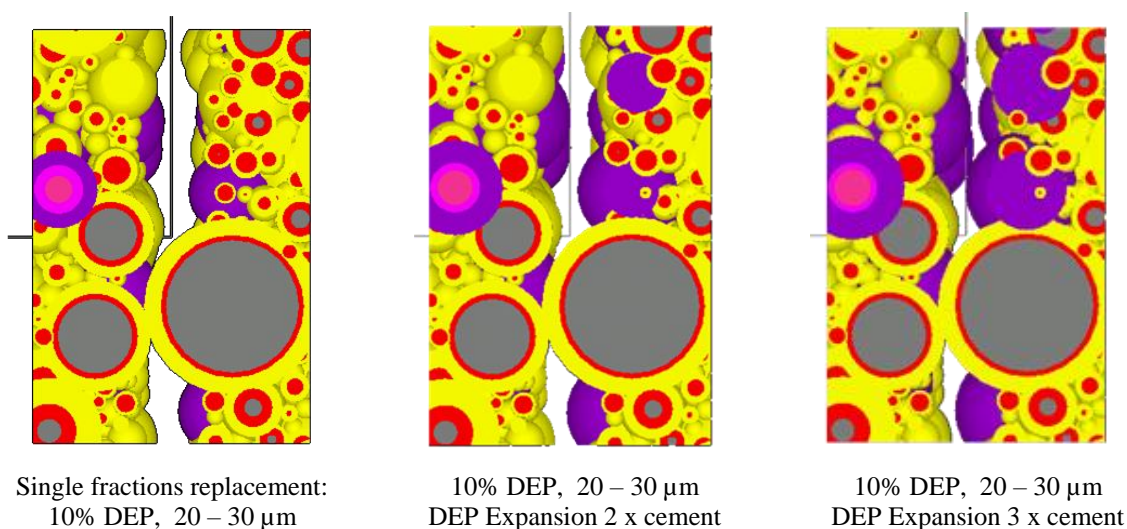 Single fractions replacement:
10% DEP, 20 – 30 µm
10% DEP, 20 – 30 µm
DEP Expansion 2 x cement
10% DEP, 20 – 30 µm
DEP Expansion 3 x cement